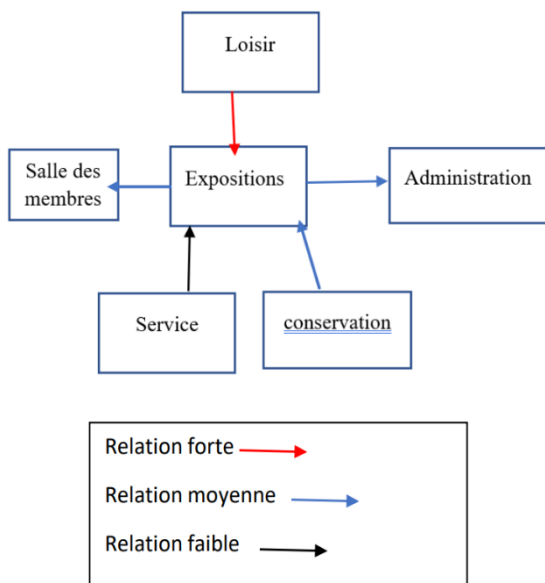 Loisir
Salle des
membres
Expositions
Administration
Service
conservation
Relation forte
Relation moyenne
Relation faible